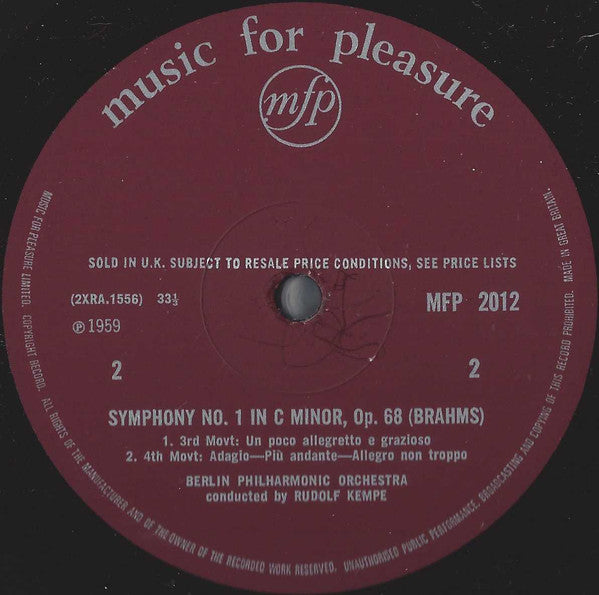 music for pleasure
mfp
SOLD IN U.K. SUBJECT TO RESALE PRICE CONDITIONS, SEE PRICE LISTS
(2XRA.1556) 33⅓
MFP 2012
℗ 1959
2
2
SYMPHONY NO. 1 IN C MINOR, Op. 68 (BRAHMS)
1. 3rd Movt: Un poco allegretto e grazioso
2. 4th Movt: Adagio—Più andante—Allegro non troppo
BERLIN PHILHARMONIC ORCHESTRA
conducted by RUDOLF KEMPE
MUSIC FOR PLEASURE LIMITED. COPYRIGHT RECORD. ALL RIGHTS OF THE MANUFACTURER AND OF THE OWNER OF THE RECORDED WORK RESERVED. UNAUTHORISED PUBLIC PERFORMANCE, BROADCASTING AND COPYING OF THIS RECORD PROHIBITED. MADE IN GREAT BRITAIN.